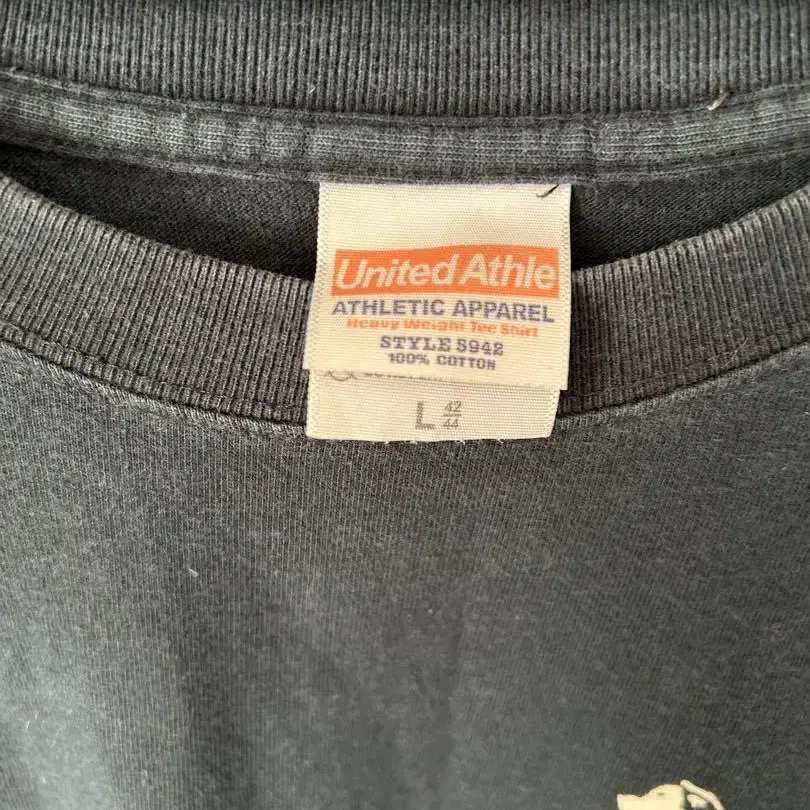 United Athle
ATHLETIC APPAREL
Heavy Weight Tee Shirt
STYLE 5942
100% COTTON
L 42/44